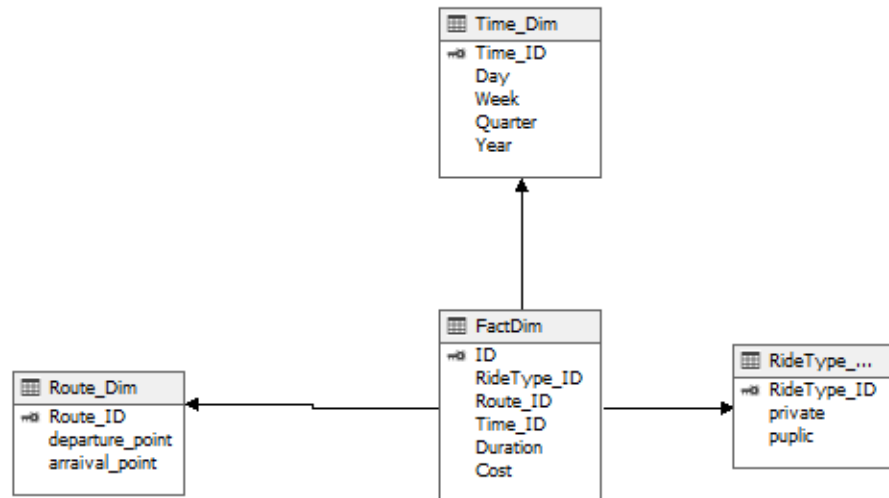 Time_Dim
Time_ID
Day
Week
Quarter
Year
FactDim
ID
RideType_ID
Route_ID
Time_ID
Duration
Cost
Route_Dim
Route_ID
departure_point
arraival_point
RideType_...
RideType_ID
private
puplic